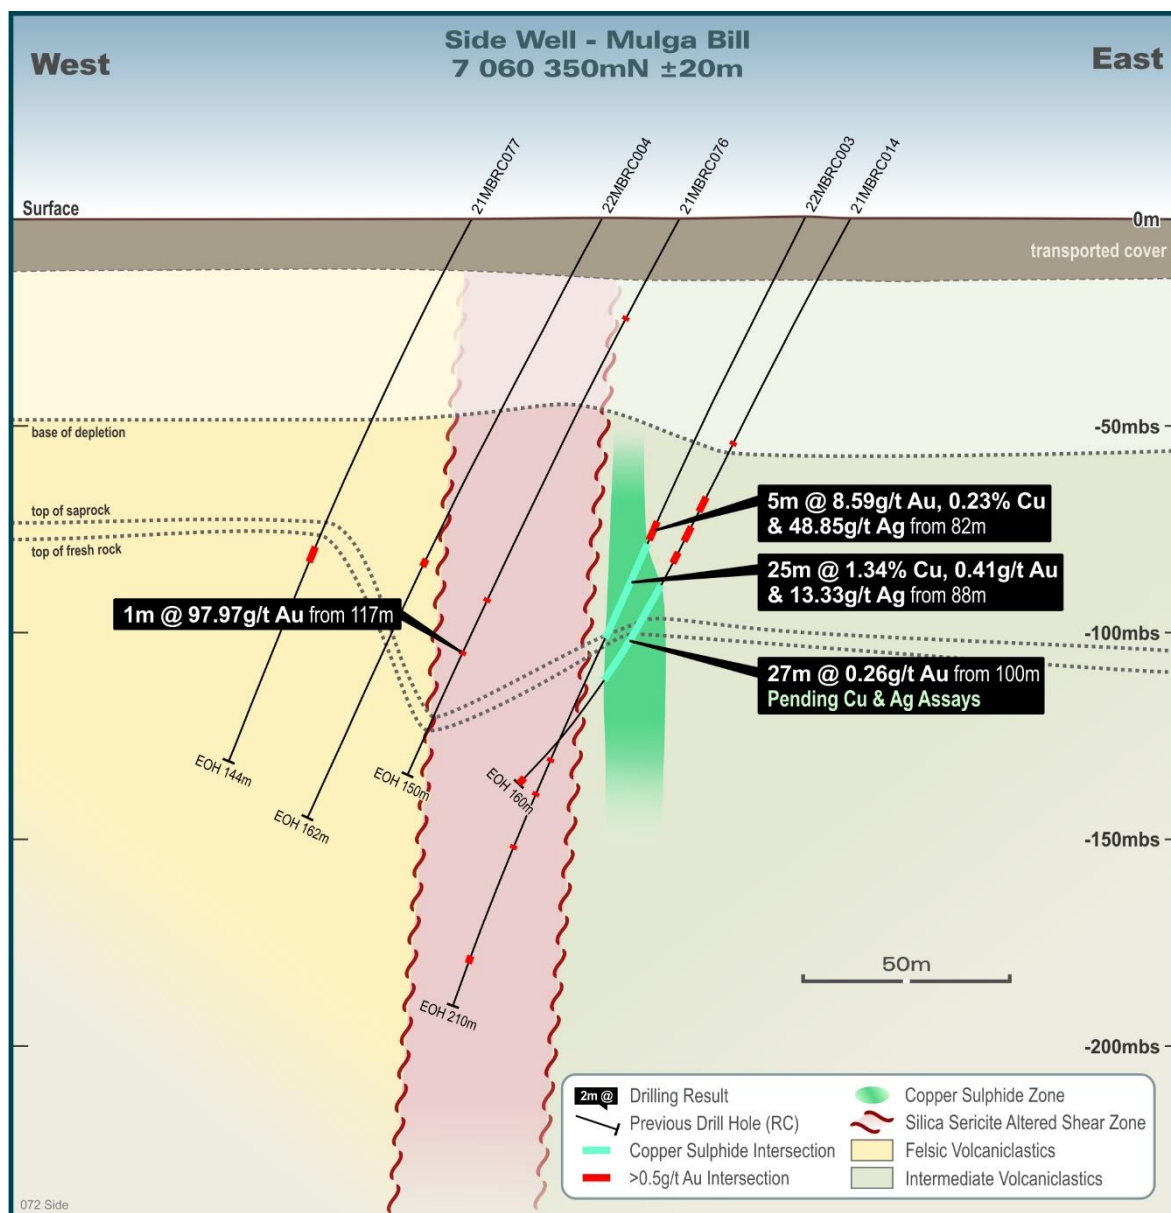 Side Well - Mulga Bill
7 060 350mN ±20m
West
East
21MBRC077
22MBRC004
21MBRC076
22MBRC003
21MBRC014
Surface
0m
transported cover
base of depletion
-50mbs
top of saprock
top of fresh rock
5m @ 8.59g/t Au, 0.23% Cu
& 48.85g/t Ag from 82m
25m @ 1.34% Cu, 0.41g/t Au
& 13.33g/t Ag from 88m
1m @ 97.97g/t Au from 117m
-100mbs
27m @ 0.26g/t Au from 100m
Pending Cu & Ag Assays
EOH 144m
EOH 162m
EOH 150m
EOH 160m
-150mbs
50m
EOH 210m
-200mbs
2m @
Drilling Result
Previous Drill Hole (RC)
Copper Sulphide Intersection
>0.5g/t Au Intersection
Copper Sulphide Zone
Silica Sericite Altered Shear Zone
Felsic Volcaniclastics
Intermediate Volcaniclastics
072 Side